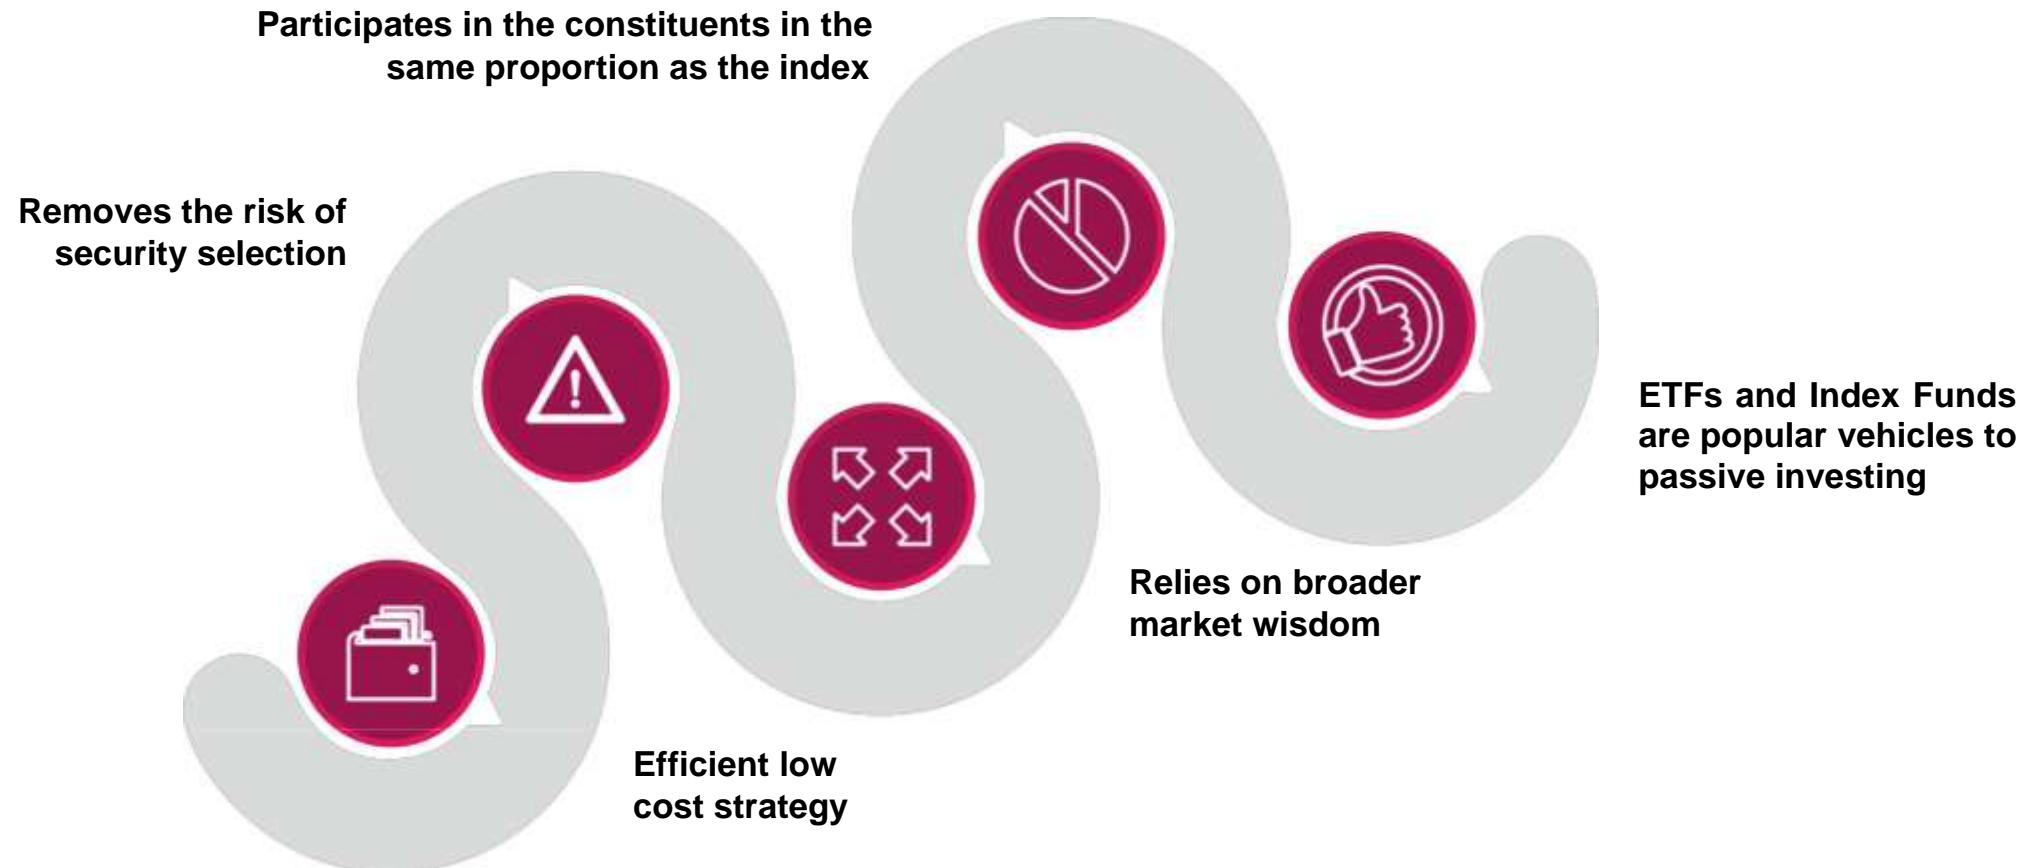 Participates in the constituents in the
same proportion as the index
Removes the risk of
security selection
ETFs and Index Funds
are popular vehicles to
passive investing
Relies on broader
market wisdom
Efficient low
cost strategy